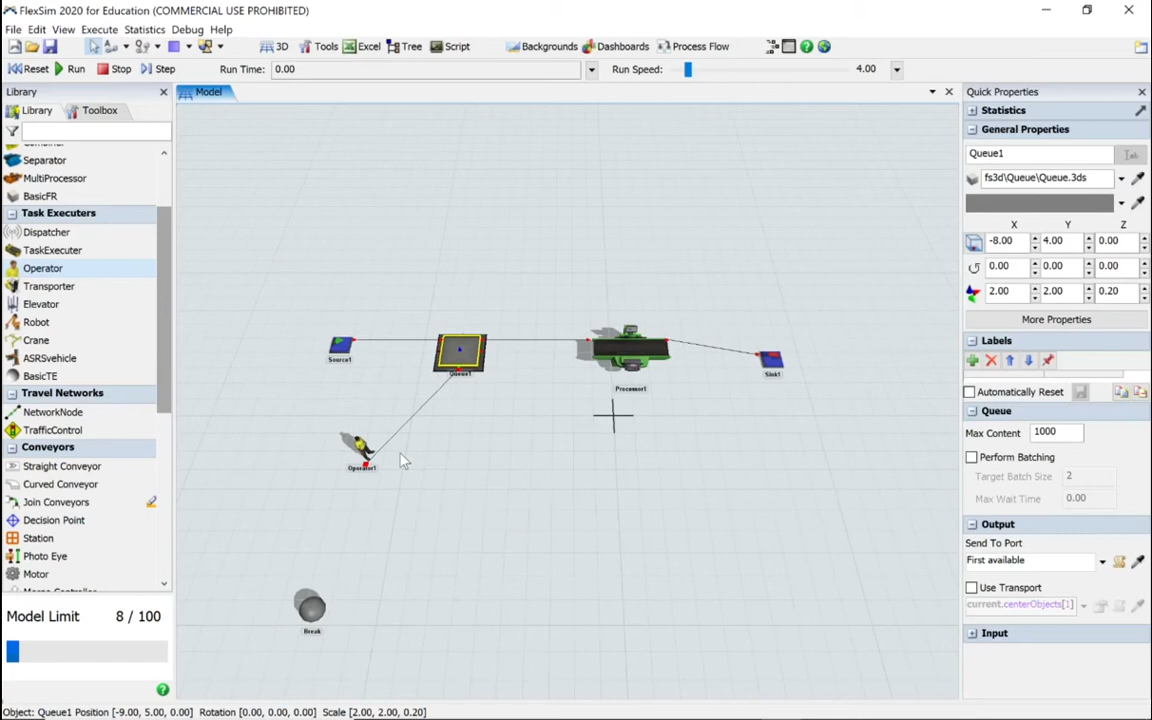 FlexSim 2020 for Education (COMMERCIAL USE PROHIBITED)
File Edit View Execute Statistics Debug Help
3D Tools Excel Tree Script Backgrounds Dashboards Process Flow
Reset Run Stop Step Run Time: 0.00 Run Speed: 4.00
Library
Library Toolbox
Separator
MultiProcessor
BasicFR
Task Executers
Dispatcher
TaskExecuter
Operator
Transporter
Elevator
Robot
Crane
ASRSvehicle
BasicTE
Travel Networks
NetworkNode
TrafficControl
Conveyors
Straight Conveyor
Curved Conveyor
Join Conveyors
Decision Point
Station
Photo Eye
Motor
Model Limit 8 / 100
Model
Source1
Queue1
Processor1
Sink1
Operator1
Break
Quick Properties
Statistics
General Properties
Queue1
fs3d\Queue\Queue.3ds
X Y Z
-8.00 4.00 0.00
0.00 0.00 0.00
2.00 2.00 0.20
More Properties
Labels
Automatically Reset
Queue
Max Content 1000
Perform Batching
Target Batch Size 2
Max Wait Time 0.00
Output
Send To Port
First available
Use Transport
current.centerObjects[1]
Input
Object: Queue1 Position [-9.00, 5.00, 0.00] Rotation [0.00, 0.00, 0.00] Scale [2.00, 2.00, 0.20]